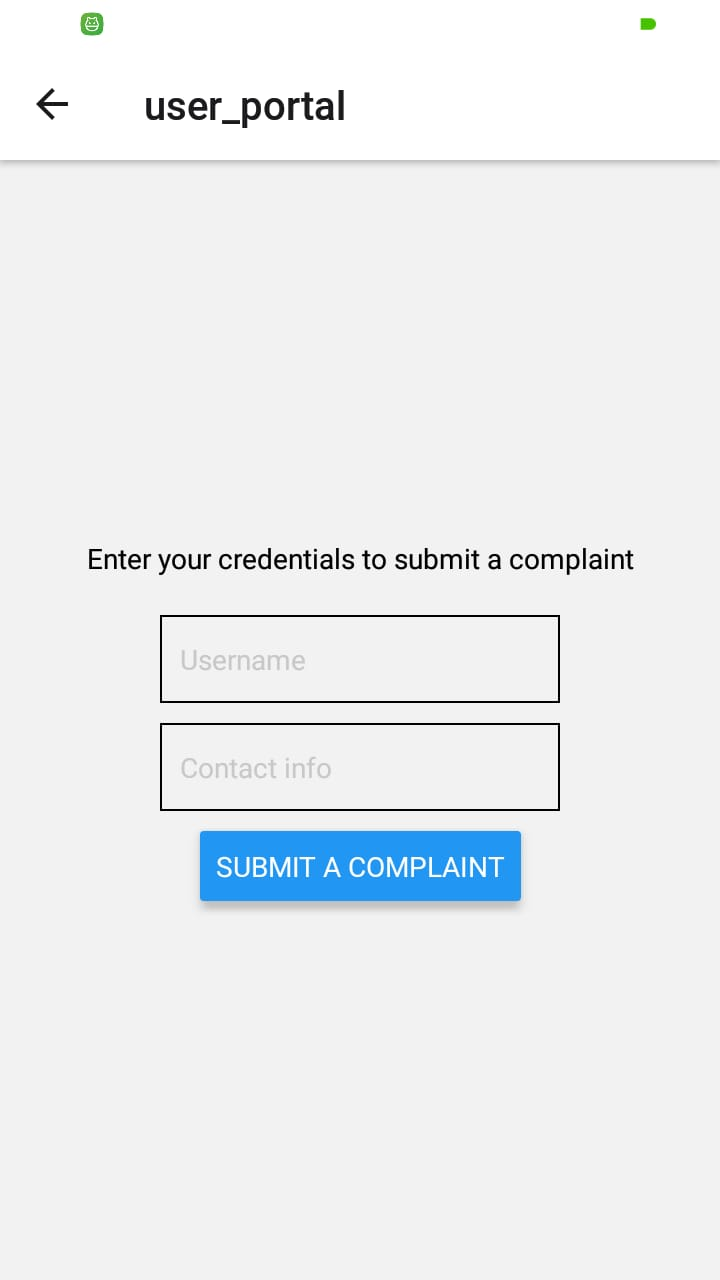 user_portal
Enter your credentials to submit a complaint
Username
Contact info
SUBMIT A COMPLAINT